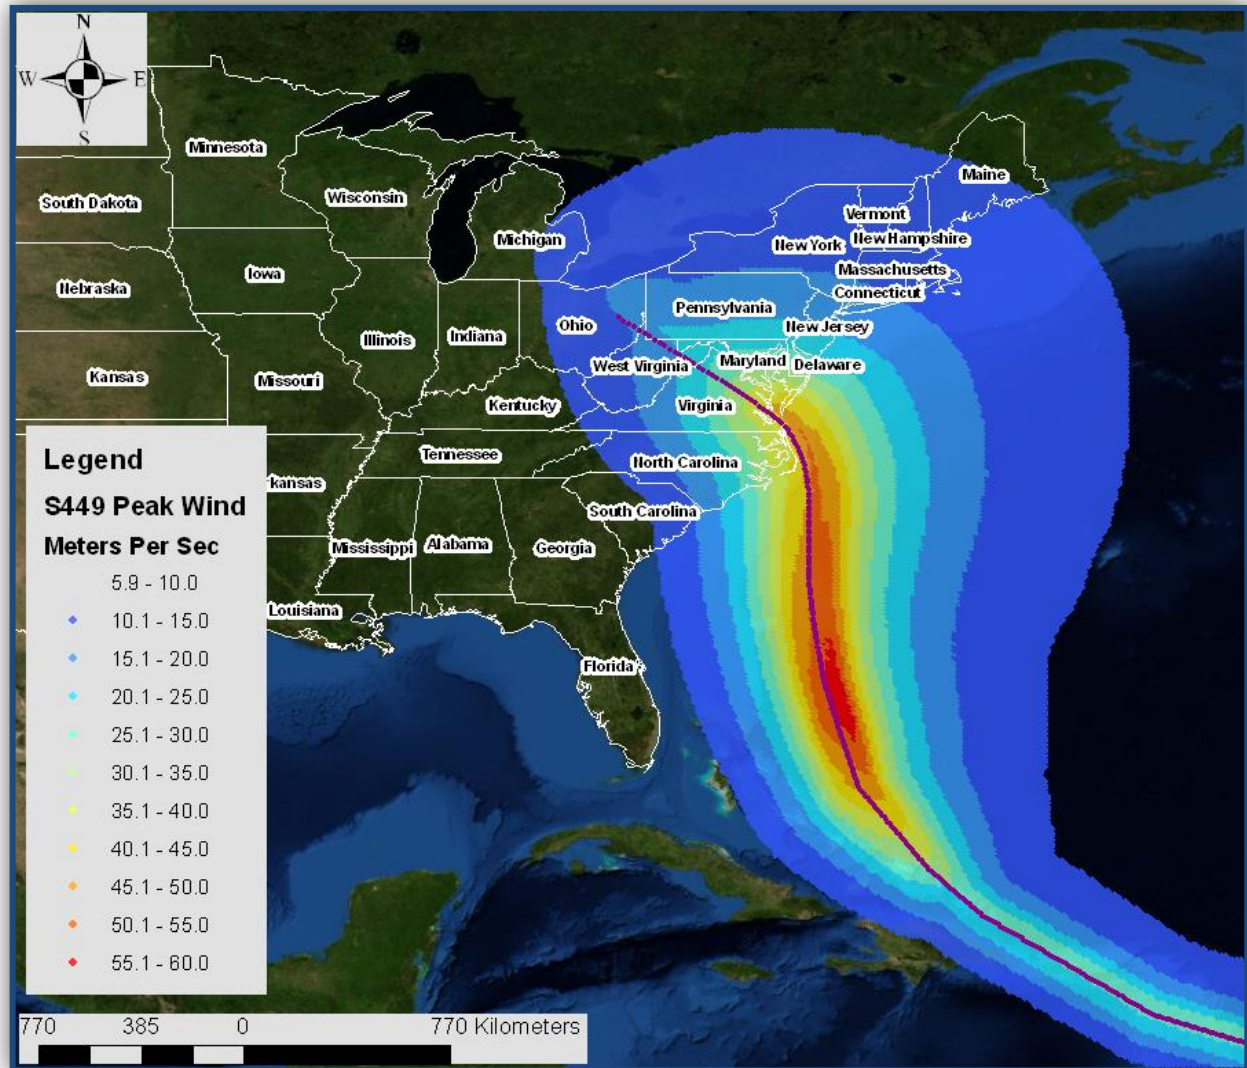 N
W E
S
Minnesota
Maine
South Dakota
Wisconsin
Vermont
Michigan
New York
New Hampshire
Iowa
Massachusetts
Nebraska
Connecticut
Pennsylvania
Ohio
New Jersey
Illinois
Indiana
Maryland
Delaware
West Virginia
Kansas
Missouri
Kentucky
Virginia
Tennessee
North Carolina
kansas
South Carolina
Mississippi
Alabama
Georgia
Louisiana
Florida
Legend
S449 Peak Wind
Meters Per Sec
5.9 - 10.0
10.1 - 15.0
15.1 - 20.0
20.1 - 25.0
25.1 - 30.0
30.1 - 35.0
35.1 - 40.0
40.1 - 45.0
45.1 - 50.0
50.1 - 55.0
55.1 - 60.0
770 385 0 770 Kilometers